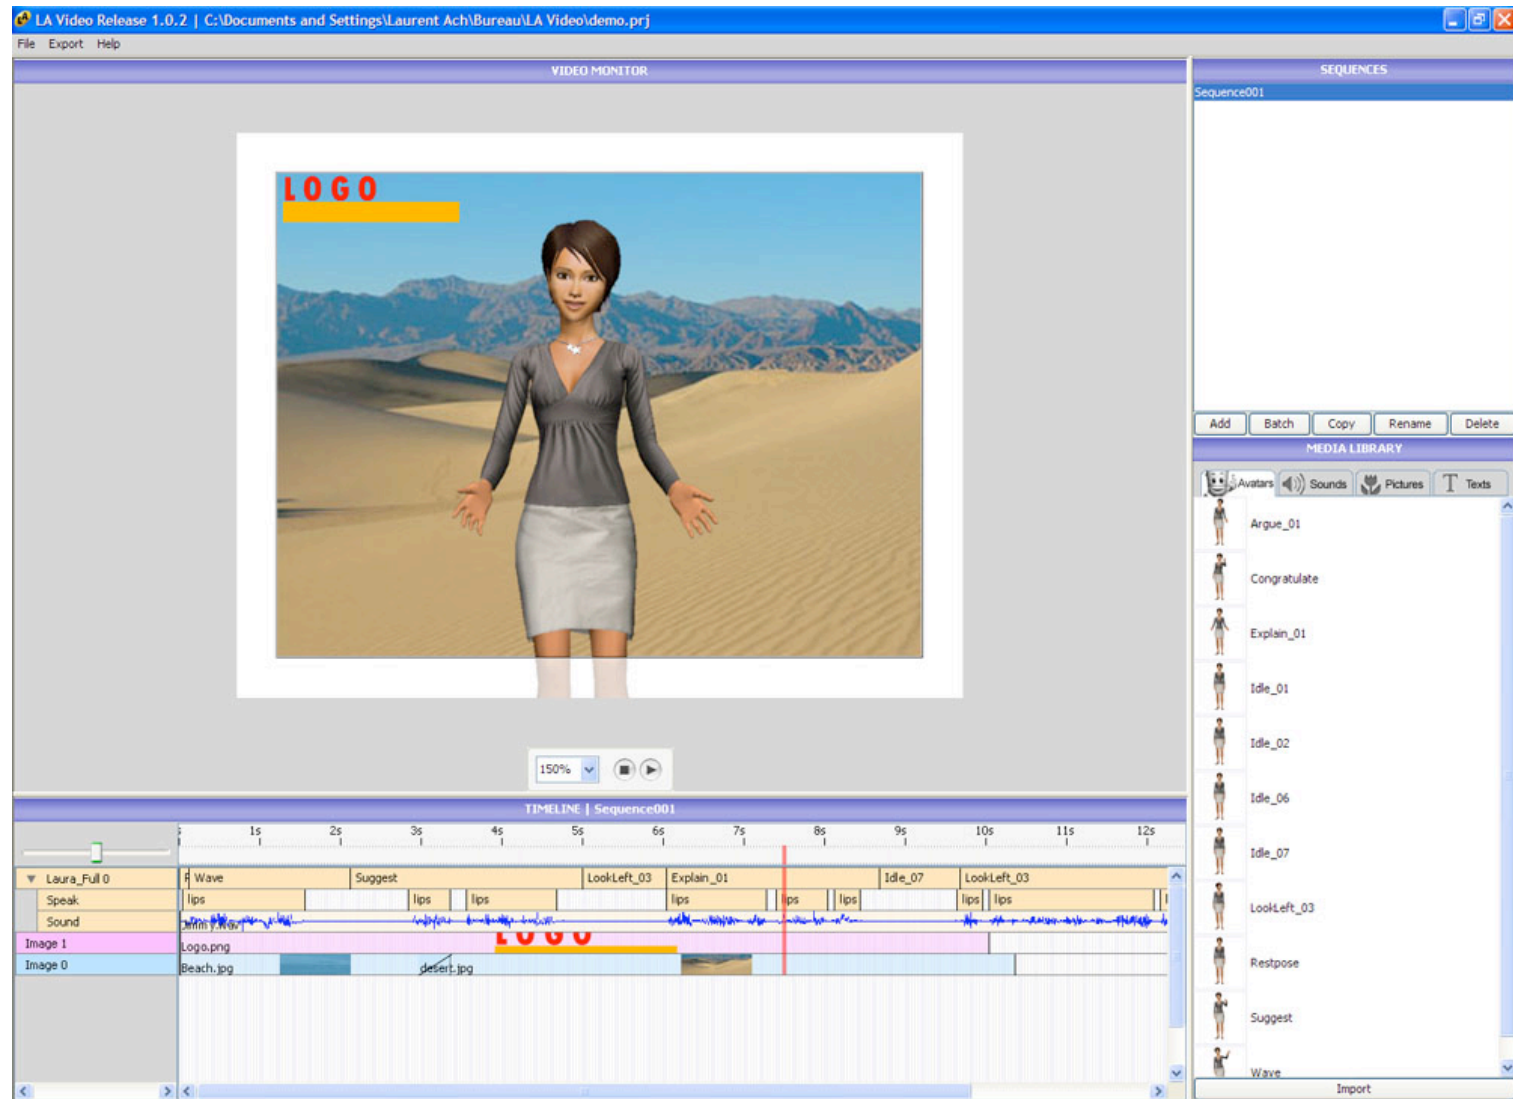 LA Video Release 1.0.2 | C:\Documents and Settings\Laurent Ach\Bureau\LA Video\demo.prj
File Export Help
VIDEO MONITOR
LOGO
150%
SEQUENCES
Sequence001
Add Batch Copy Rename Delete
MEDIA LIBRARY
Avatars Sounds Pictures Texts
Argue_01
Congratulate
Explain_01
Idle_01
Idle_02
Idle_06
Idle_07
LookLeft_03
Restpose
Suggest
Wave
Import
TIMELINE | Sequence001
1s 2s 3s 4s 5s 6s 7s 8s 9s 10s 11s 12s
Laura_Full 0 Wave Suggest LookLeft_03 Explain_01 Idle_07 LookLeft_03
Speak lips lips lips lips lips lips lips lips
Sound
Image 1 Logo.png LOGO
Image 0 Beach.jpg desert.jpg